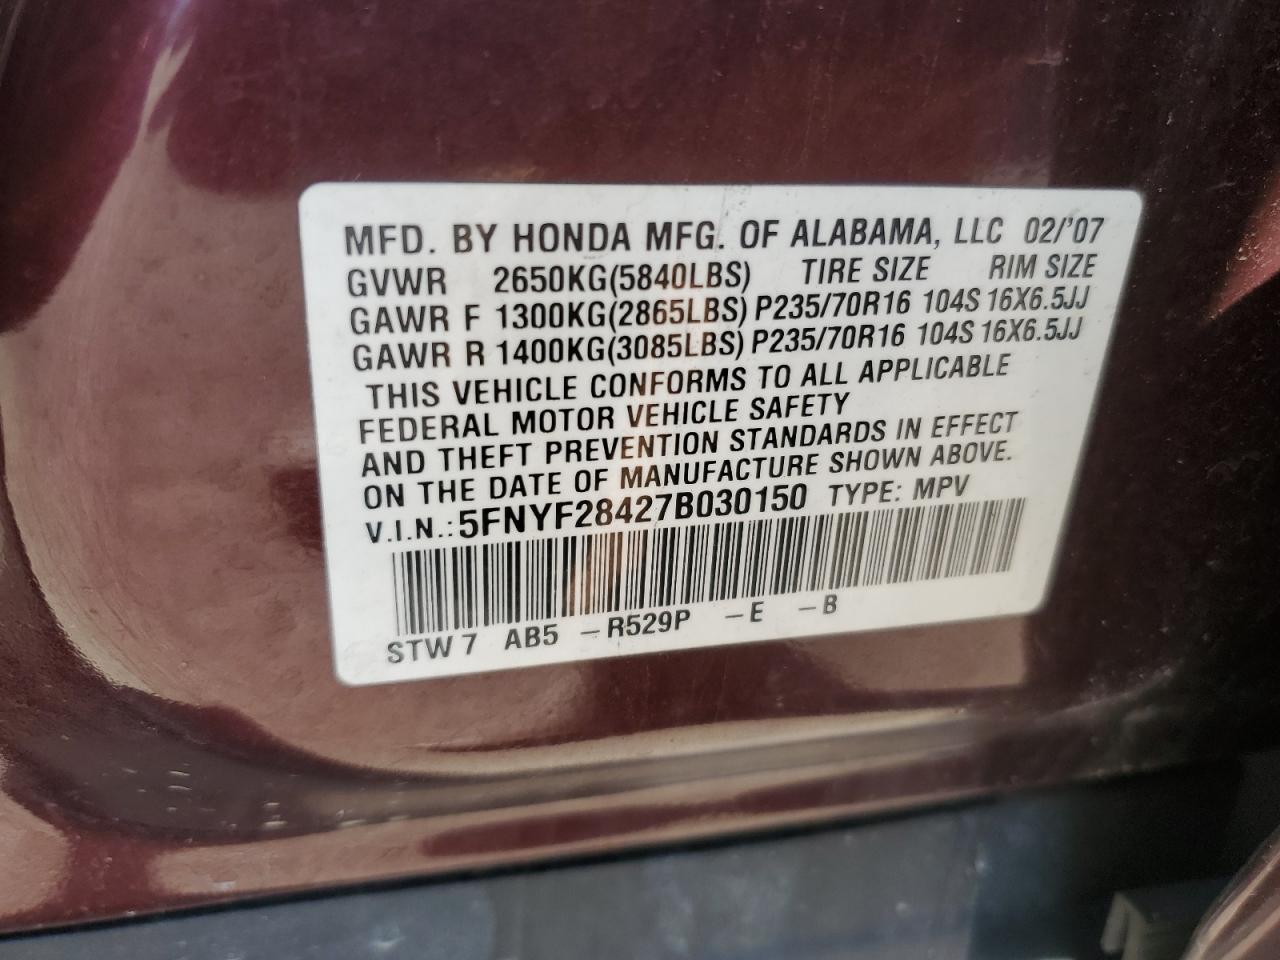 MFD. BY HONDA MFG. OF ALABAMA, LLC 02/'07
GVWR 2650KG(5840LBS) TIRE SIZE RIM SIZE
GAWR F 1300KG(2865LBS) P235/70R16 104S 16X6.5JJ
GAWR R 1400KG(3085LBS) P235/70R16 104S 16X6.5JJ
THIS VEHICLE CONFORMS TO ALL APPLICABLE
FEDERAL MOTOR VEHICLE SAFETY
AND THEFT PREVENTION STANDARDS IN EFFECT
ON THE DATE OF MANUFACTURE SHOWN ABOVE.
V.I.N.: 5FNYF28427B030150 TYPE: MPV
STW 7 AB5 –R529P –E –B